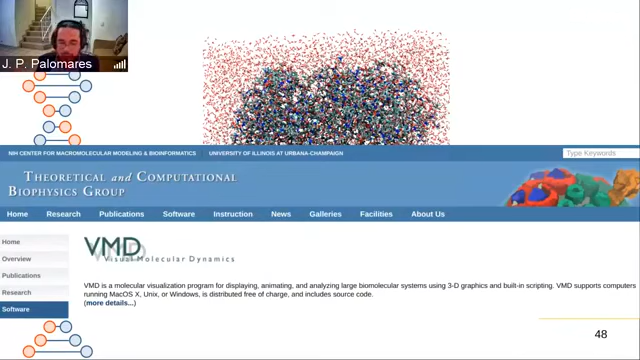 J. P. Palomares
NIH CENTER FOR MACROMOLECULAR MODELING & BIOINFORMATICS UNIVERSITY OF ILLINOIS AT URBANA-CHAMPAIGN
Type Keywords
THEORETICAL and COMPUTATIONAL
BIOPHYSICS GROUP
Home Research Publications Software Instruction News Galleries Facilities About Us
Home
Overview
Publications
Research
Software
VMD
Visual Molecular Dynamics
VMD is a molecular visualization program for displaying, animating, and analyzing large biomolecular systems using 3-D graphics and built-in scripting. VMD supports computers
running MacOS X, Unix, or Windows, is distributed free of charge, and includes source code.
(more details...)
48